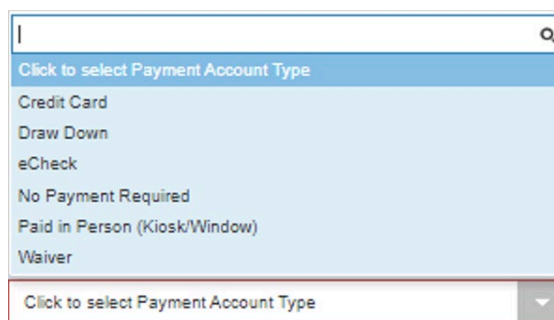 Click to select Payment Account Type
Credit Card
Draw Down
eCheck
No Payment Required
Paid in Person (Kiosk/Window)
Waiver
Click to select Payment Account Type